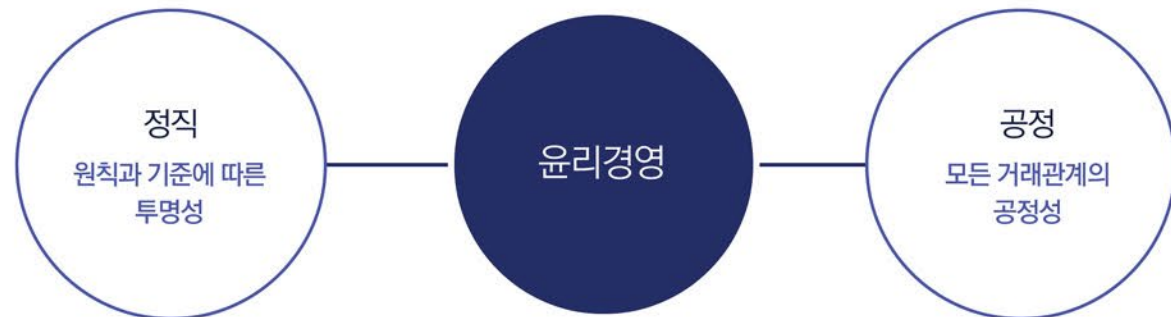 정직
원칙과 기준에 따른
투명성
윤리경영
공정
모든 거래관계의
공정성